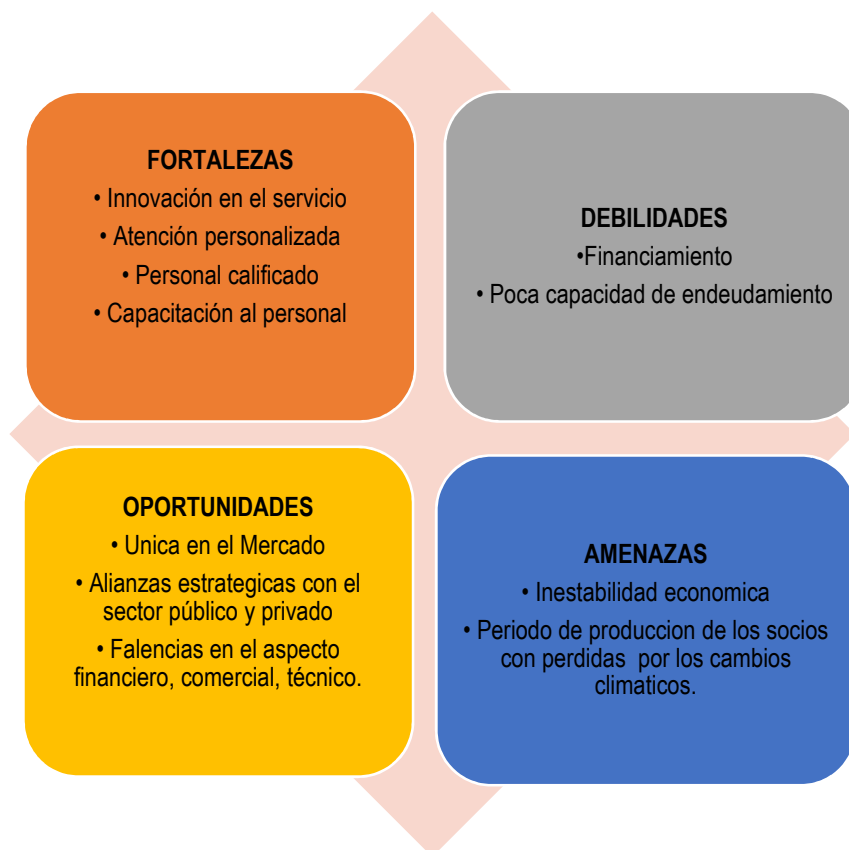 FORTALEZAS
• Innovación en el servicio
• Atención personalizada
• Personal calificado
• Capacitación al personal
DEBILIDADES
•Financiamiento
• Poca capacidad de endeudamiento
OPORTUNIDADES
• Unica en el Mercado
• Alianzas estrategicas con el
sector público y privado
• Falencias en el aspecto
financiero, comercial, técnico.
AMENAZAS
• Inestabilidad economica
• Periodo de produccion de los socios
con perdidas por los cambios
climaticos.